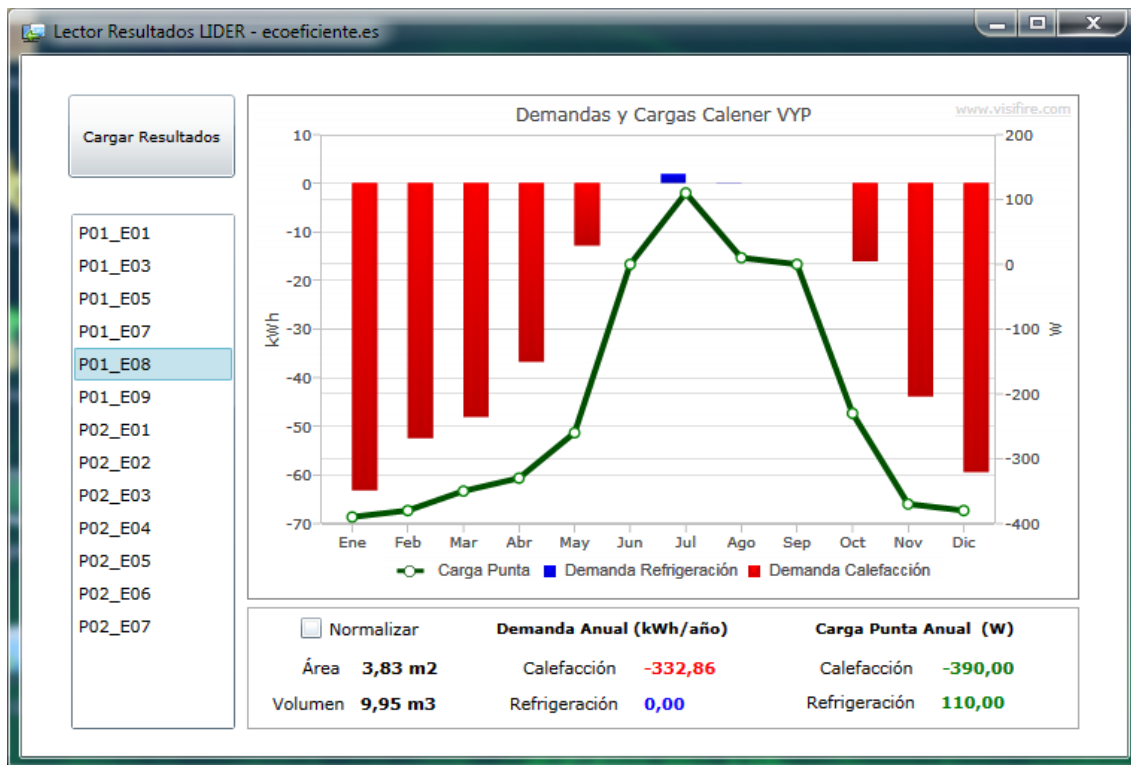 Lector Resultados LIDER - ecoeficiente.es
Cargar Resultados
P01_E01
P01_E03
P01_E05
P01_E07
P01_E08
P01_E09
P02_E01
P02_E02
P02_E03
P02_E04
P02_E05
P02_E06
P02_E07
Demandas y Cargas Calener VYP
www.visifire.com
10
0
-10
-20
-30
-40
-50
-60
-70
kWh
200
100
0
-100
-200
-300
-400
W
Ene Feb Mar Abr May Jun Jul Ago Sep Oct Nov Dic
Carga Punta Demanda Refrigeración Demanda Calefacción
Normalizar Demanda Anual (kWh/año) Carga Punta Anual (W)
Área 3,83 m2 Calefacción -332,86 Calefacción -390,00
Volumen 9,95 m3 Refrigeración 0,00 Refrigeración 110,00